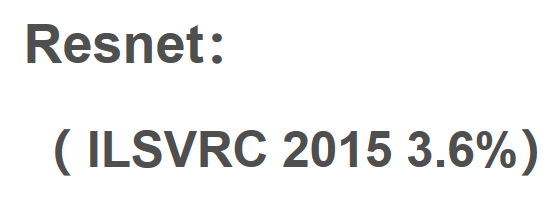 Resnet:
( ILSVRC 2015 3.6%)